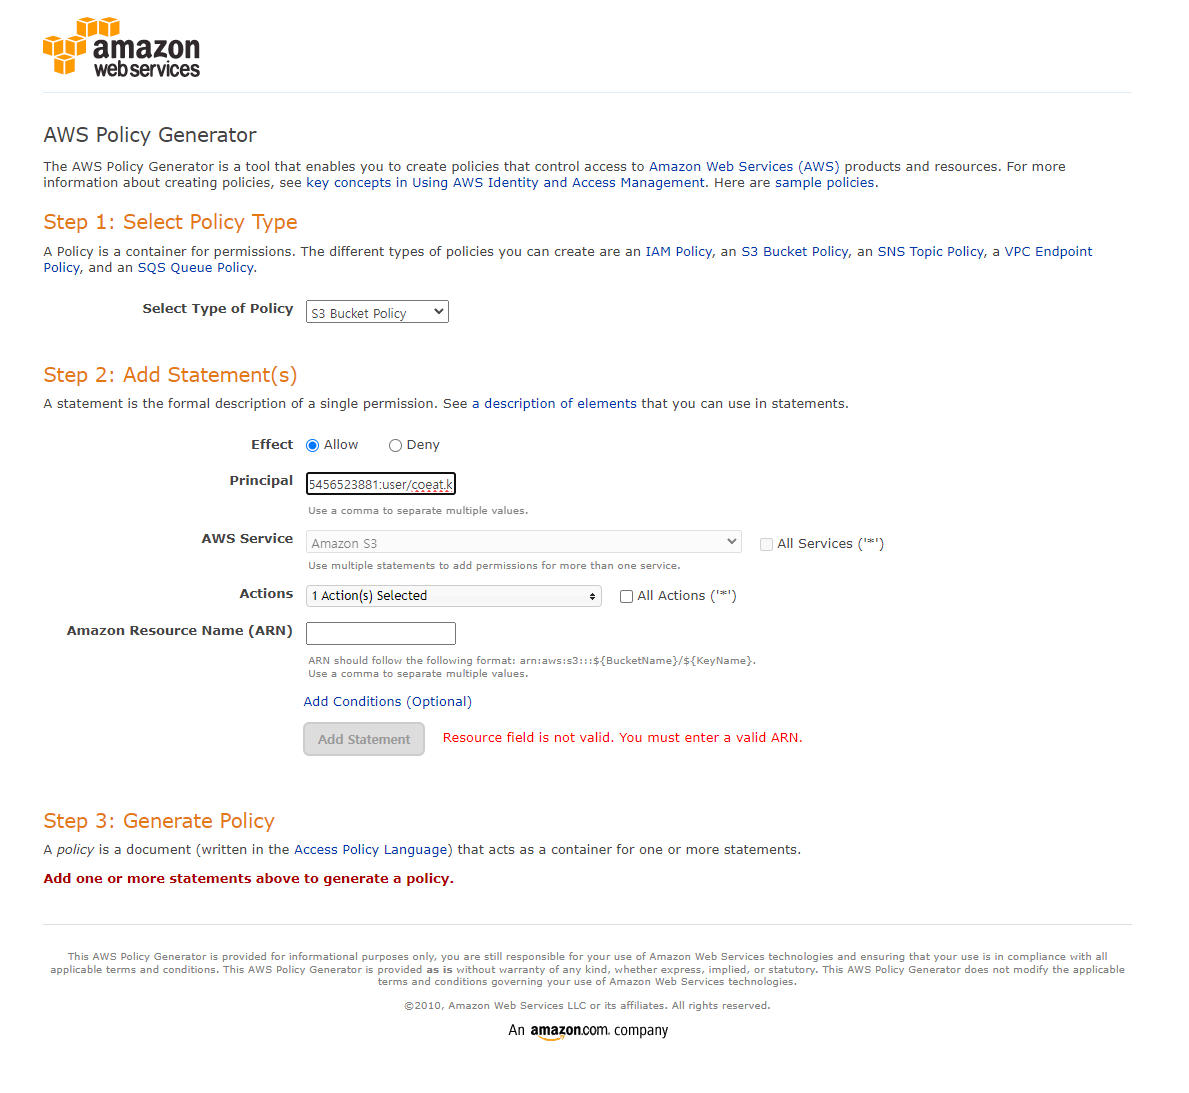 amazon
web services
AWS Policy Generator
The AWS Policy Generator is a tool that enables you to create policies that control access to Amazon Web Services (AWS) products and resources. For more
information about creating policies, see key concepts in Using AWS Identity and Access Management. Here are sample policies.
Step 1: Select Policy Type
A Policy is a container for permissions. The different types of policies you can create are an IAM Policy, an S3 Bucket Policy, an SNS Topic Policy, a VPC Endpoint
Policy, and an SQS Queue Policy.
Select Type of Policy S3 Bucket Policy
Step 2: Add Statement(s)
A statement is the formal description of a single permission. See a description of elements that you can use in statements.
Effect Allow Deny
Principal 5456523881:user/coeat.k
Use a comma to separate multiple values.
AWS Service Amazon S3 All Services ('*')
Use multiple statements to add permissions for more than one service.
Actions 1 Action(s) Selected All Actions ('*')
Amazon Resource Name (ARN)
ARN should follow the following format: arn:aws:s3:::${BucketName}/${KeyName}.
Use a comma to separate multiple values.
Add Conditions (Optional)
Add Statement Resource field is not valid. You must enter a valid ARN.
Step 3: Generate Policy
A policy is a document (written in the Access Policy Language) that acts as a container for one or more statements.
Add one or more statements above to generate a policy.
This AWS Policy Generator is provided for informational purposes only, you are still responsible for your use of Amazon Web Services technologies and ensuring that your use is in compliance with all
applicable terms and conditions. This AWS Policy Generator is provided as is without warranty of any kind, whether express, implied, or statutory. This AWS Policy Generator does not modify the applicable
terms and conditions governing your use of Amazon Web Services technologies.
©2010, Amazon Web Services LLC or its affiliates. All rights reserved.
An amazon.com. company